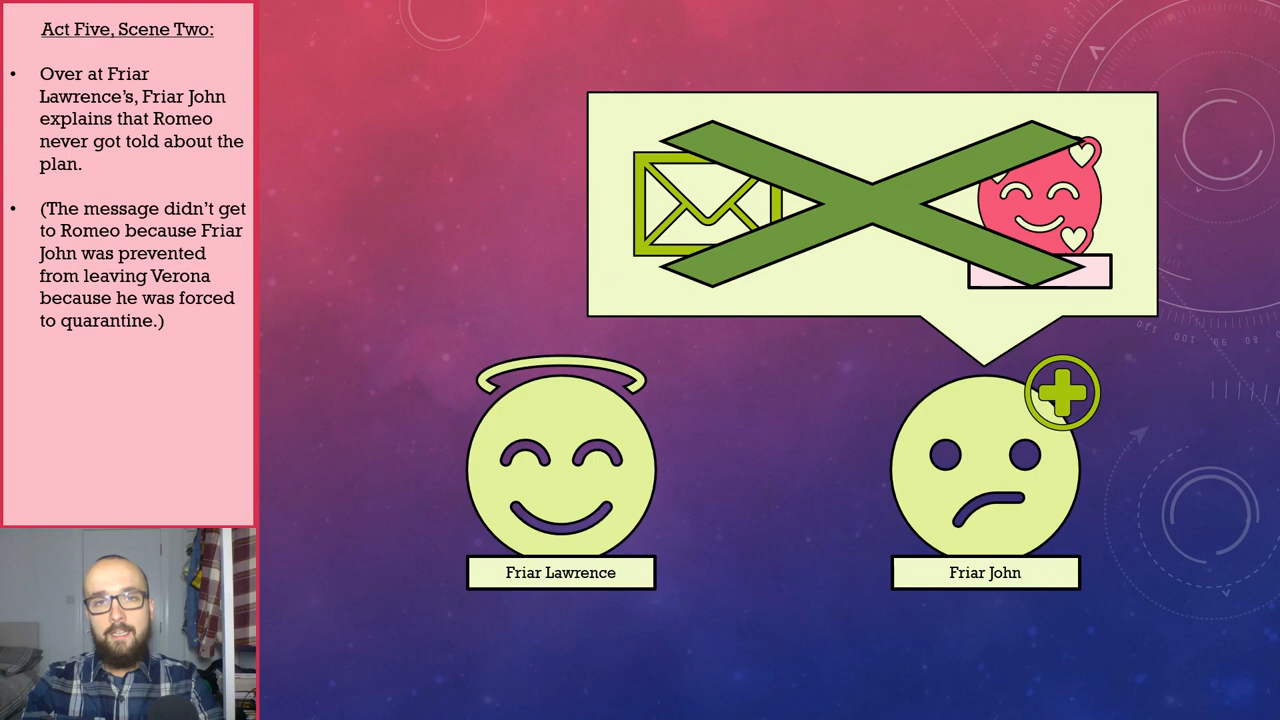 Act Five, Scene Two:
• Over at Friar
Lawrence's, Friar John
explains that Romeo
never got told about the
plan.
• (The message didn't get
to Romeo because Friar
John was prevented
from leaving Verona
because he was forced
to quarantine.)
Friar Lawrence
Friar John